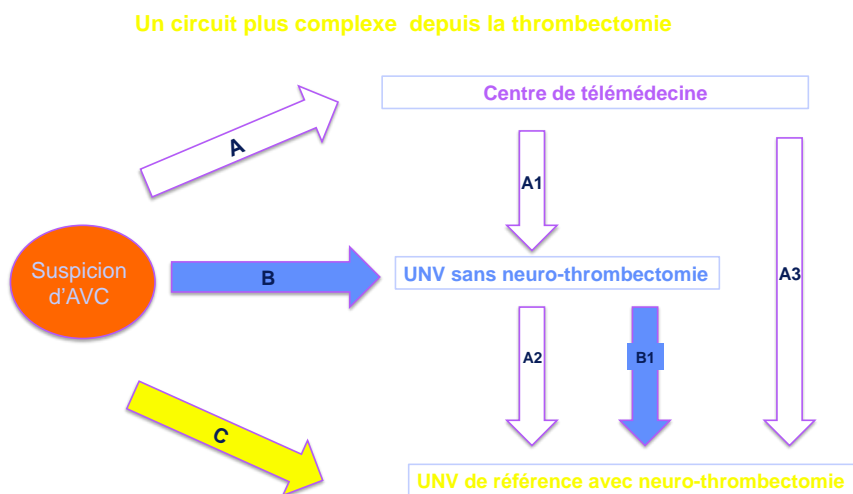 Un circuit plus complexe depuis la thrombectomie
Centre de télémédecine
A
A1
Suspicion
d'AVC
B
UNV sans neuro-thrombectomie
A3
A2
B1
C
UNV de référence avec neuro-thrombectomie